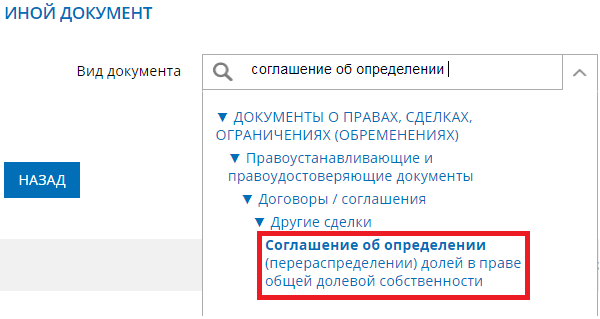 ИНОЙ ДОКУМЕНТ
Вид документа
соглашение об определении
▼ ДОКУМЕНТЫ О ПРАВАХ, СДЕЛКАХ,
ОГРАНИЧЕНИЯХ (ОБРЕМЕНЕНИЯХ)
▼ Правоустанавливающие и
правоудостоверяющие документы
▼ Договоры / соглашения
▼ Другие сделки
Соглашение об определении
(перераспределении) долей в праве
общей долевой собственности
НАЗАД